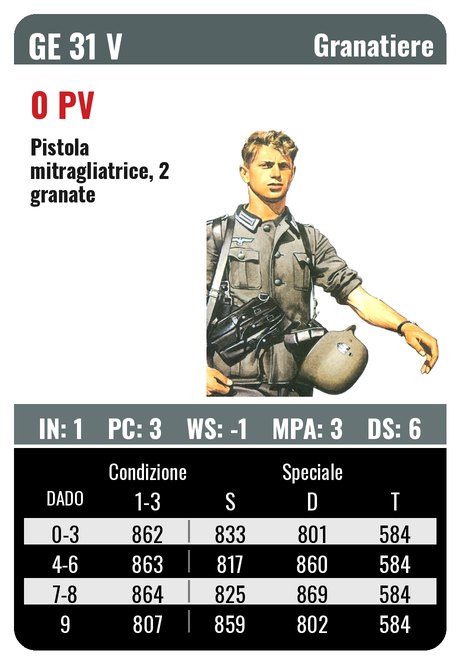 GE 31 V Granatiere
0 PV
Pistola
mitragliatrice, 2
granate
IN: 1 PC: 3 WS: -1 MPA: 3 DS: 6
Condizione Speciale
DADO 1-3 S D T
0-3 862 833 801 584
4-6 863 817 860 584
7-8 864 825 869 584
9 807 859 802 584